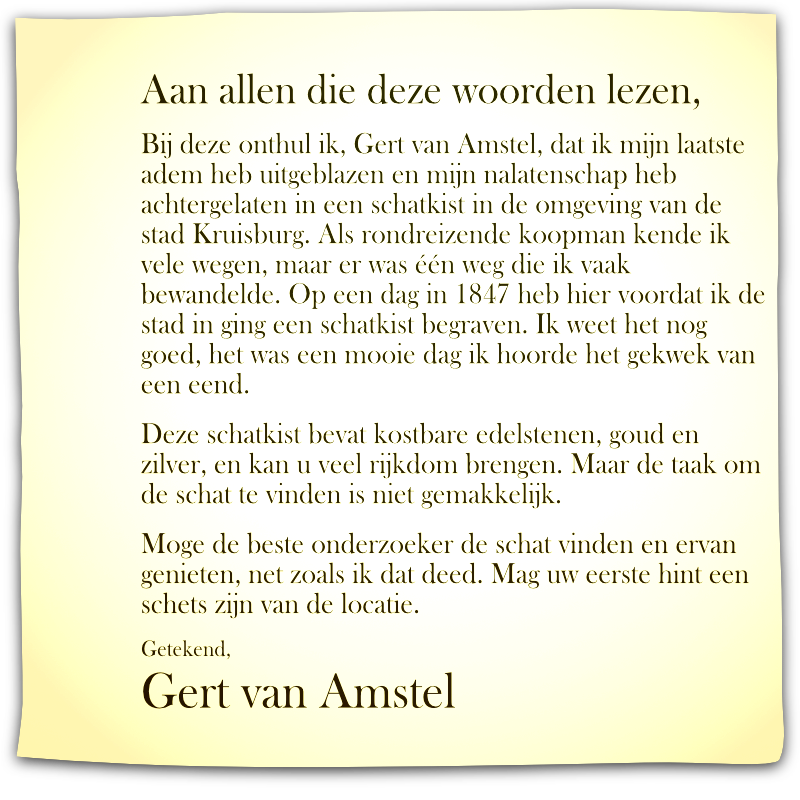 Aan allen die deze woorden lezen,
Bij deze onthul ik, Gert van Amstel, dat ik mijn laatste
adem heb uitgeblazen en mijn nalatenschap heb
achtergelaten in een schatkist in de omgeving van de
stad Kruisburg. Als rondreizende koopman kende ik
vele wegen, maar er was één weg die ik vaak
bewandelde. Op een dag in 1847 heb hier voordat ik de
stad in ging een schatkist begraven. Ik weet het nog
goed, het was een mooie dag ik hoorde het gekwek van
een eend.
Deze schatkist bevat kostbare edelstenen, goud en
zilver, en kan u veel rijkdom brengen. Maar de taak om
de schat te vinden is niet gemakkelijk.
Moge de beste onderzoeker de schat vinden en ervan
genieten, net zoals ik dat deed. Mag uw eerste hint een
schets zijn van de locatie.
Getekend,
Gert van Amstel